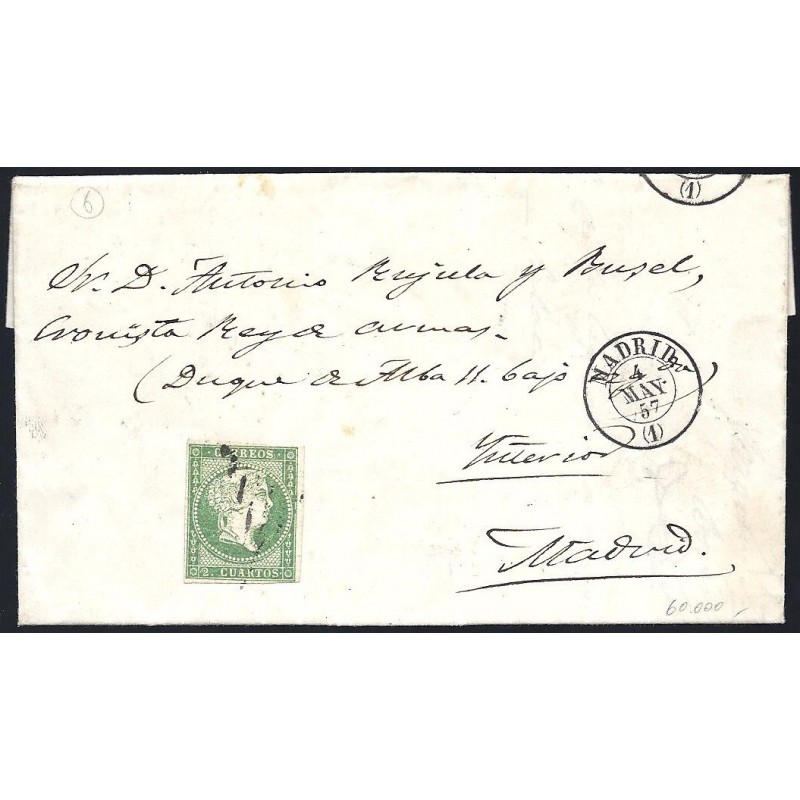 (1)
6
Sr. D. Antonio Rujula y Busel,
Cronista Rey de armas-
(Duque de Alba 11. bajo
MADRID
4
MAY.
57
(1)
CORREOS
2. CUARTOS
Interior
Madrid.
60.000,-